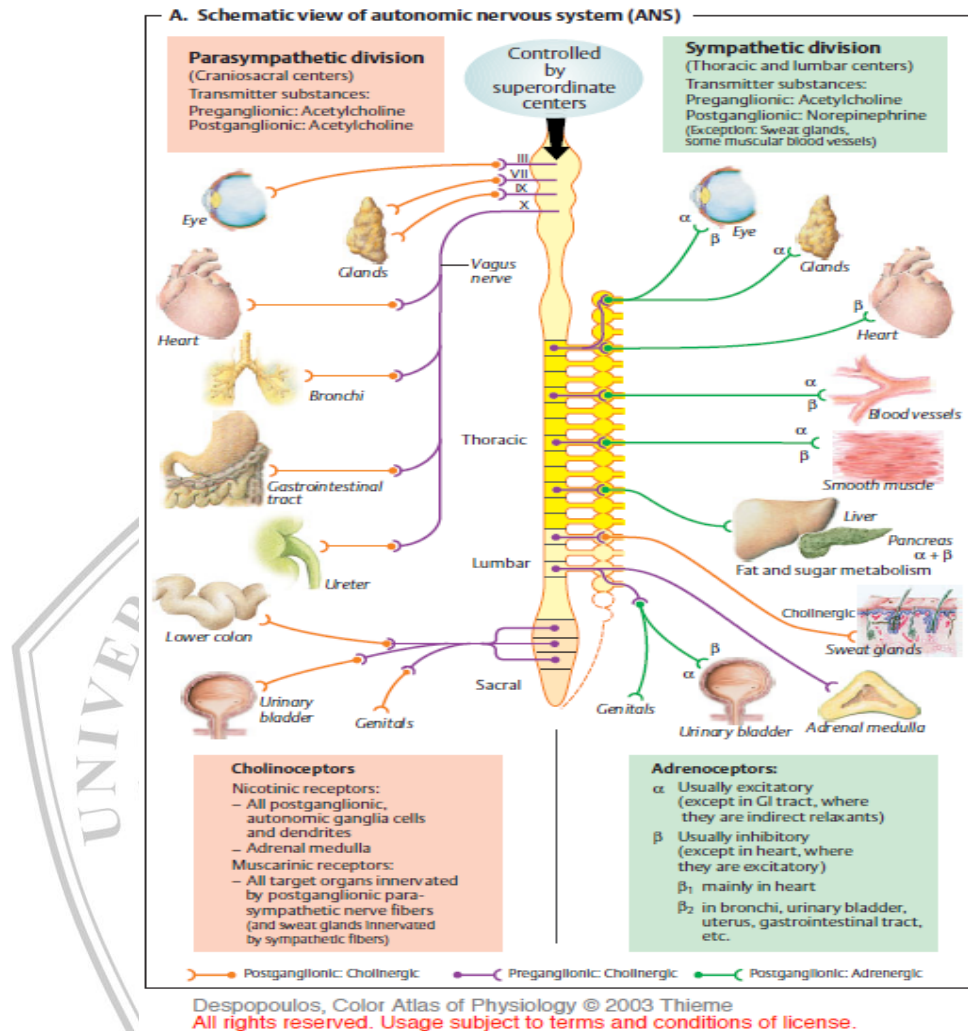 A. Schematic view of autonomic nervous system (ANS)
Parasympathetic division
(Craniosacral centers)
Transmitter substances:
Preganglionic: Acetylcholine
Postganglionic: Acetylcholine
Controlled
by
superordinate
centers
Sympathetic division
(Thoracic and lumbar centers)
Transmitter substances:
Preganglionic: Acetylcholine
Postganglionic: Norepinephrine
(Exception: Sweat glands,
some muscular blood vessels)
III
VII
IX
X
Eye
Glands
Vagus
nerve
Heart
Bronchi
Gastrointestinal
tract
Ureter
Lower colon
Urinary
bladder
Genitals
Thoracic
Lumbar
Sacral
α
β
Eye
α
Glands
β
Heart
α
β
Blood vessels
α
β
Smooth muscle
Liver
Pancreas
α + β
Fat and sugar metabolism
Cholinergic
Sweat glands
β
α
Genitals
Urinary bladder
Adrenal medulla
Cholinoceptors
Nicotinic receptors:
– All postganglionic,
autonomic ganglia cells
and dendrites
– Adrenal medulla
Muscarinic receptors:
– All target organs innervated
by postganglionic para-
sympathetic nerve fibers
(and sweat glands innervated
by sympathetic fibers)
Adrenoceptors:
α Usually excitatory
(except in GI tract, where
they are indirect relaxants)
β Usually inhibitory
(except in heart, where
they are excitatory)
β1 mainly in heart
β2 in bronchi, urinary bladder,
uterus, gastrointestinal tract,
etc.
Postganglionic: Cholinergic
Preganglionic: Cholinergic
Postganglionic: Adrenergic
Despopoulos, Color Atlas of Physiology © 2003 Thieme
All rights reserved. Usage subject to terms and conditions of license.